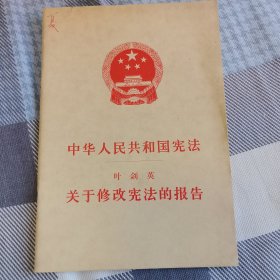 中华人民共和国宪法
叶剑英
关于修改宪法的报告